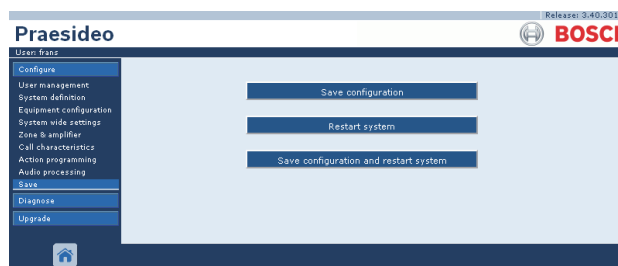 Release: 3.40.301
Praesideo
BOSCH
User: frans
Configure
User management
System definition
Equipment configuration
System wide settings
Zone & amplifier
Call characteristics
Action programming
Audio processing
Save
Diagnose
Upgrade
Save configuration
Restart system
Save configuration and restart system